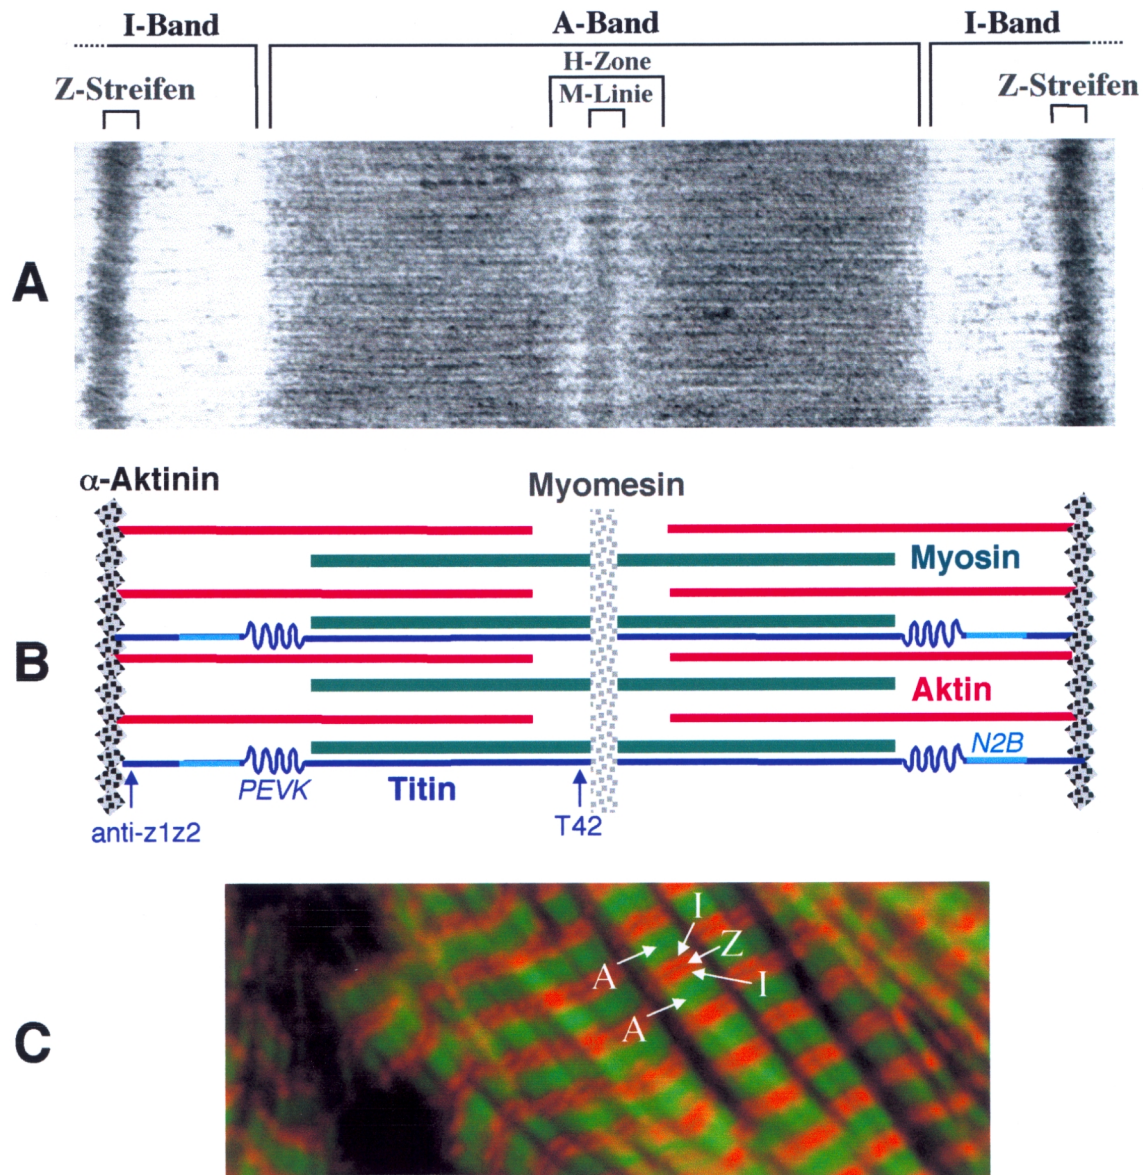 I-Band A-Band I-Band
H-Zone
Z-Streifen M-Linie Z-Streifen
A
α-Aktinin Myomesin
Myosin
B
Aktin
N2B
PEVK Titin
anti-z1z2 T42
C
I
Z
A I
A